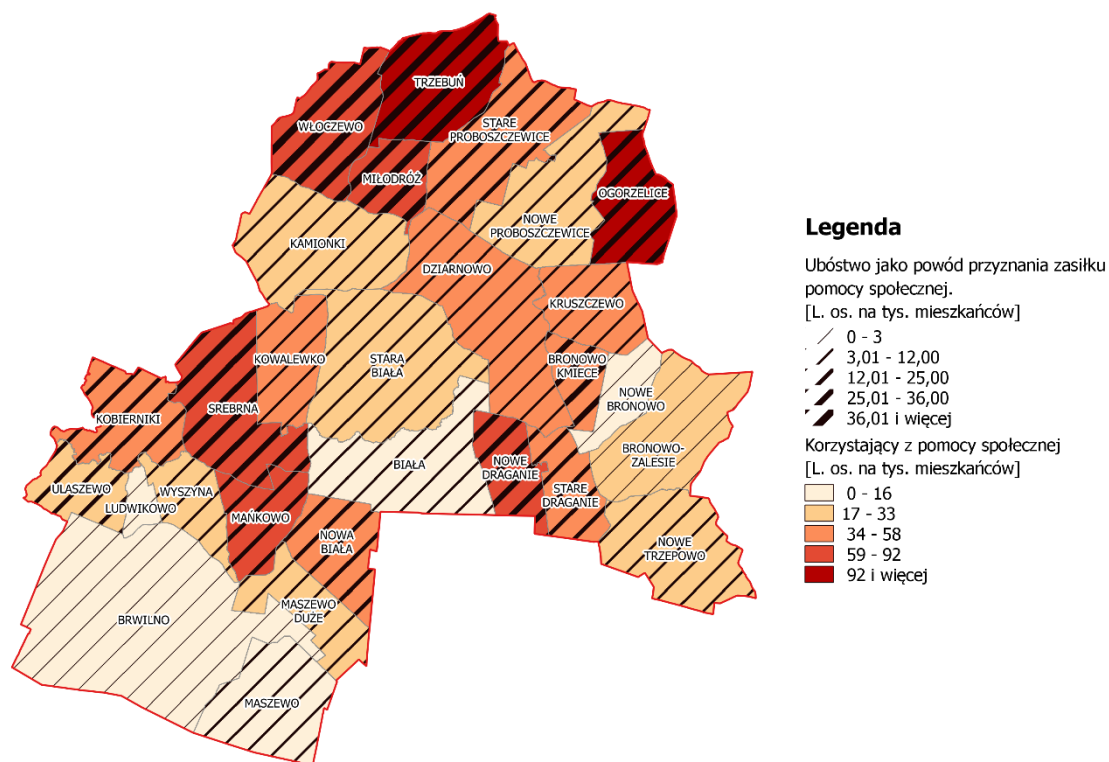 TRZEBUŃ
WŁOCZEWO
STARE
PROBOSZCZEWICE
MIŁODRÓŻ
OGORZELICE
NOWE
PROBOSZCZEWICE
KAMIONKI
DZIARNOWO
KRUSZCZEWO
KOWALEWKO
STARA
BIAŁA
BRONOWO
KMIECE
NOWE
BRONOWO
SREBRNA
KOBIERNIKI
BRONOWO-
ZALESIE
BIAŁA
NOWE
DRAGANIE
STARE
DRAGANIE
ULASZEWO
WYSZYNA
LUDWIKOWO
MAŃKOWO
NOWA
BIAŁA
NOWE
TRZEPOWO
MASZEWO
DUŻE
BRWILNO
MASZEWO
Legenda
Ubóstwo jako powód przyznania zasiłku
pomocy społecznej.
[L. os. na tys. mieszkańców]
0 - 3
3,01 - 12,00
12,01 - 25,00
25,01 - 36,00
36,01 i więcej
Korzystający z pomocy społecznej
[L. os. na tys. mieszkańców]
0 - 16
17 - 33
34 - 58
59 - 92
92 i więcej